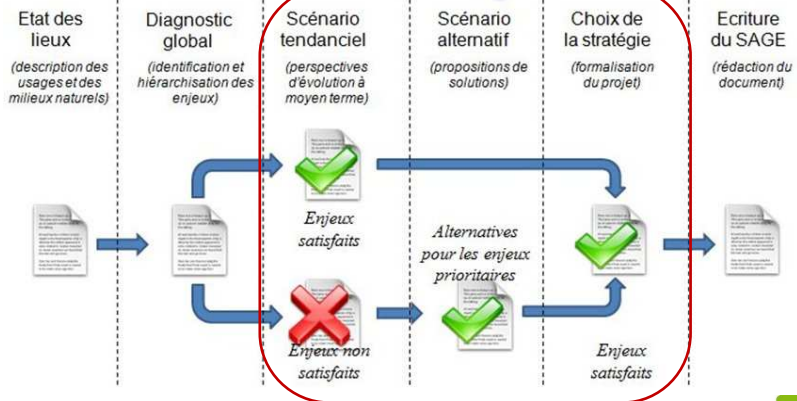 Etat des
lieux
(description des
usages et des
milieux naturels)
Diagnostic
global
(identification et
hiérarchisation des
enjeux)
Scénario
tendanciel
(perspectives
d'évolution à
moyen terme)
Scénario
alternatif
(propositions de
solutions)
Choix de
la stratégie
(formalisation
du projet)
Ecriture
du SAGE
(rédaction du
document)
Enjeux
satisfaits
Alternatives
pour les enjeux
prioritaires
Enjeux non
satisfaits
Enjeux
satisfaits